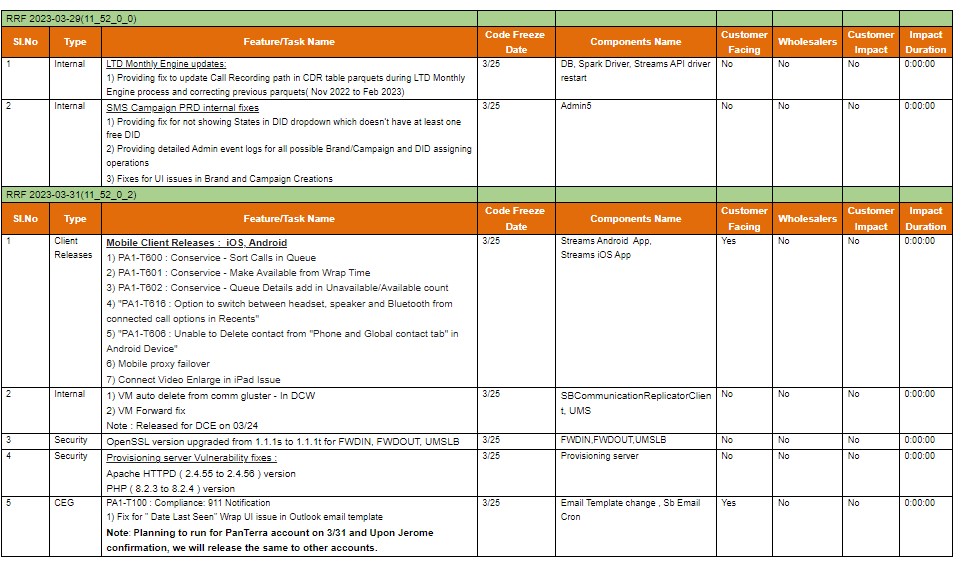 RRF 2023-03-29(11_52_0_0)
Sl.No Type Feature/Task Name Code Freeze Date Components Name Customer Facing Wholesalers Customer Impact Impact Duration
1 Internal LTD Monthly Engine updates: 3/25 DB, Spark Driver, Streams API driver restart No No No 0:00:00
1) Providing fix to update Call Recording path in CDR table parquets during LTD Monthly
Engine process and correcting previous parquets( Nov 2022 to Feb 2023)
2 Internal SMS Campaign PRD internal fixes 3/25 Admin5 No No No 0:00:00
1) Providing fix for not showing States in DID dropdown which doesn't have at least one
free DID
2) Providing detailed Admin event logs for all possible Brand/Campaign and DID assigning
operations
3) Fixes for UI issues in Brand and Campaign Creations
RRF 2023-03-31(11_52_0_2)
Sl.No Type Feature/Task Name Code Freeze Date Components Name Customer Facing Wholesalers Customer Impact Impact Duration
1 Client Releases Mobile Client Releases : iOS, Android 3/25 Streams Android App, Streams iOS App Yes No No 0:00:00
1) PA1-T600 : Conservice - Sort Calls in Queue
2) PA1-T601 : Conservice - Make Available from Wrap Time
3) PA1-T602 : Conservice - Queue Details add in Unavailable/Available count
4) "PA1-T616 : Option to switch between headset, speaker and Bluetooth from
connected call options in Recents"
5) "PA1-T606 : Unable to Delete contact from "Phone and Global contact tab" in
Android Device"
6) Mobile proxy failover
7) Connect Video Enlarge in iPad Issue
2 Internal 1) VM auto delete from comm gluster - In DCW 3/25 SBCommunicationReplicatorClient, UMS No No No 0:00:00
2) VM Forward fix
Note : Released for DCE on 03/24
3 Security OpenSSL version upgraded from 1.1.1s to 1.1.1t for FWDIN, FWDOUT, UMSLB 3/25 FWDIN,FWDOUT,UMSLB No No No 0:00:00
4 Security Provisioning server Vulnerability fixes : 3/25 Provisioning server No No No 0:00:00
Apache HTTPD ( 2.4.55 to 2.4.56 ) version
PHP ( 8.2.3 to 8.2.4 ) version
5 CEG PA1-T100 : Compliance: 911 Notification 3/25 Email Template change , Sb Email Cron Yes No No 0:00:00
1) Fix for " Date Last Seen" Wrap UI issue in Outlook email template
Note: Planning to run for PanTerra account on 3/31 and Upon Jerome
confirmation, we will release the same to other accounts.